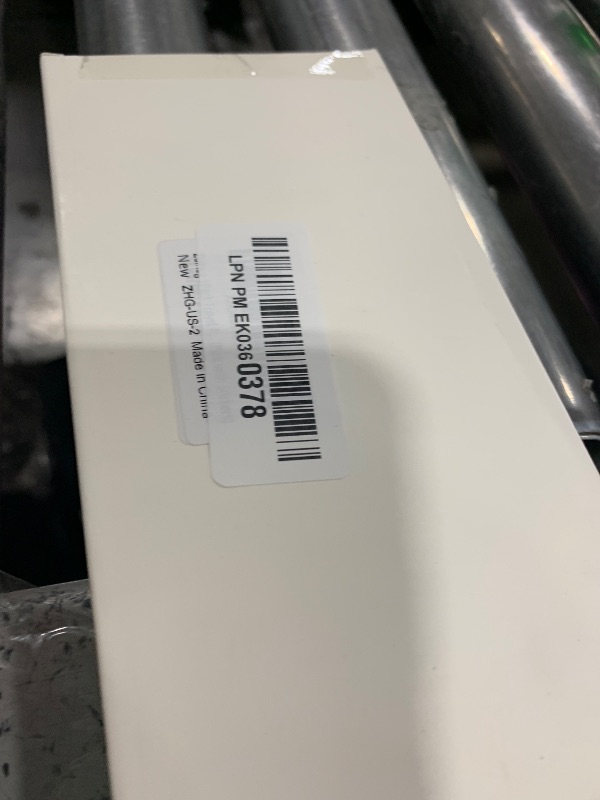 LPN PM EK0360378
New ZHG-US-2 Made in China